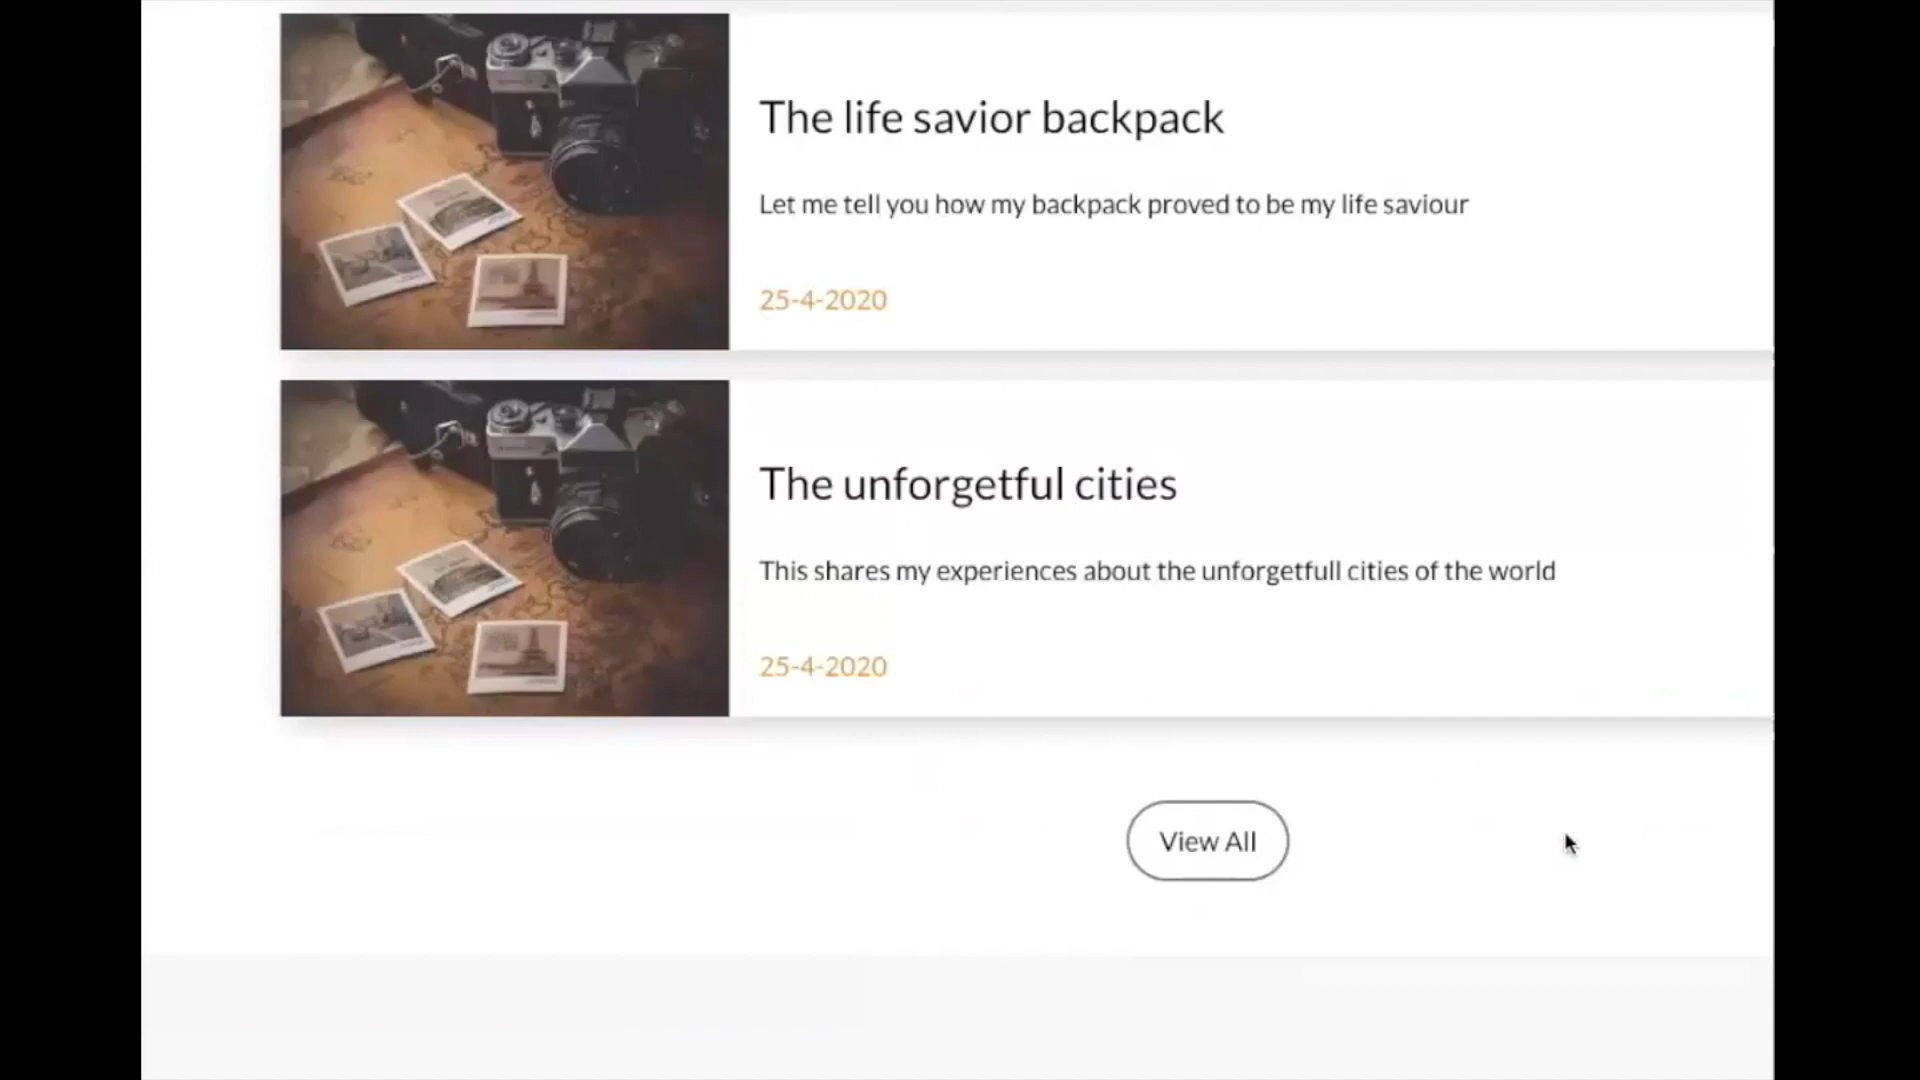 The life savior backpack
Let me tell you how my backpack proved to be my life saviour
25-4-2020
The unforgetful cities
This shares my experiences about the unforgetfull cities of the world
25-4-2020
View All